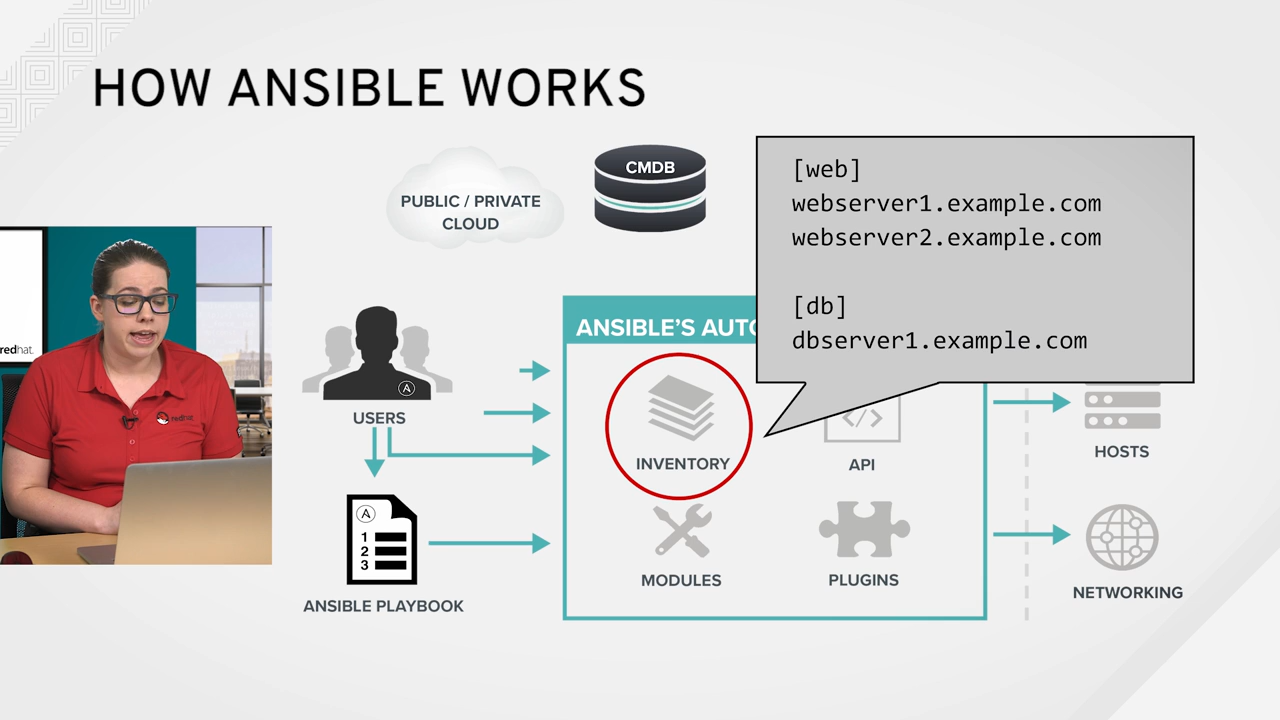 HOW ANSIBLE WORKS
PUBLIC / PRIVATE
CLOUD
CMDB
[web]
webserver1.example.com
webserver2.example.com
[db]
dbserver1.example.com
ANSIBLE'S AUTO
redhat.
redhat
A
USERS
INVENTORY
</>
API
HOSTS
A
1
2
3
MODULES
PLUGINS
ANSIBLE PLAYBOOK
NETWORKING